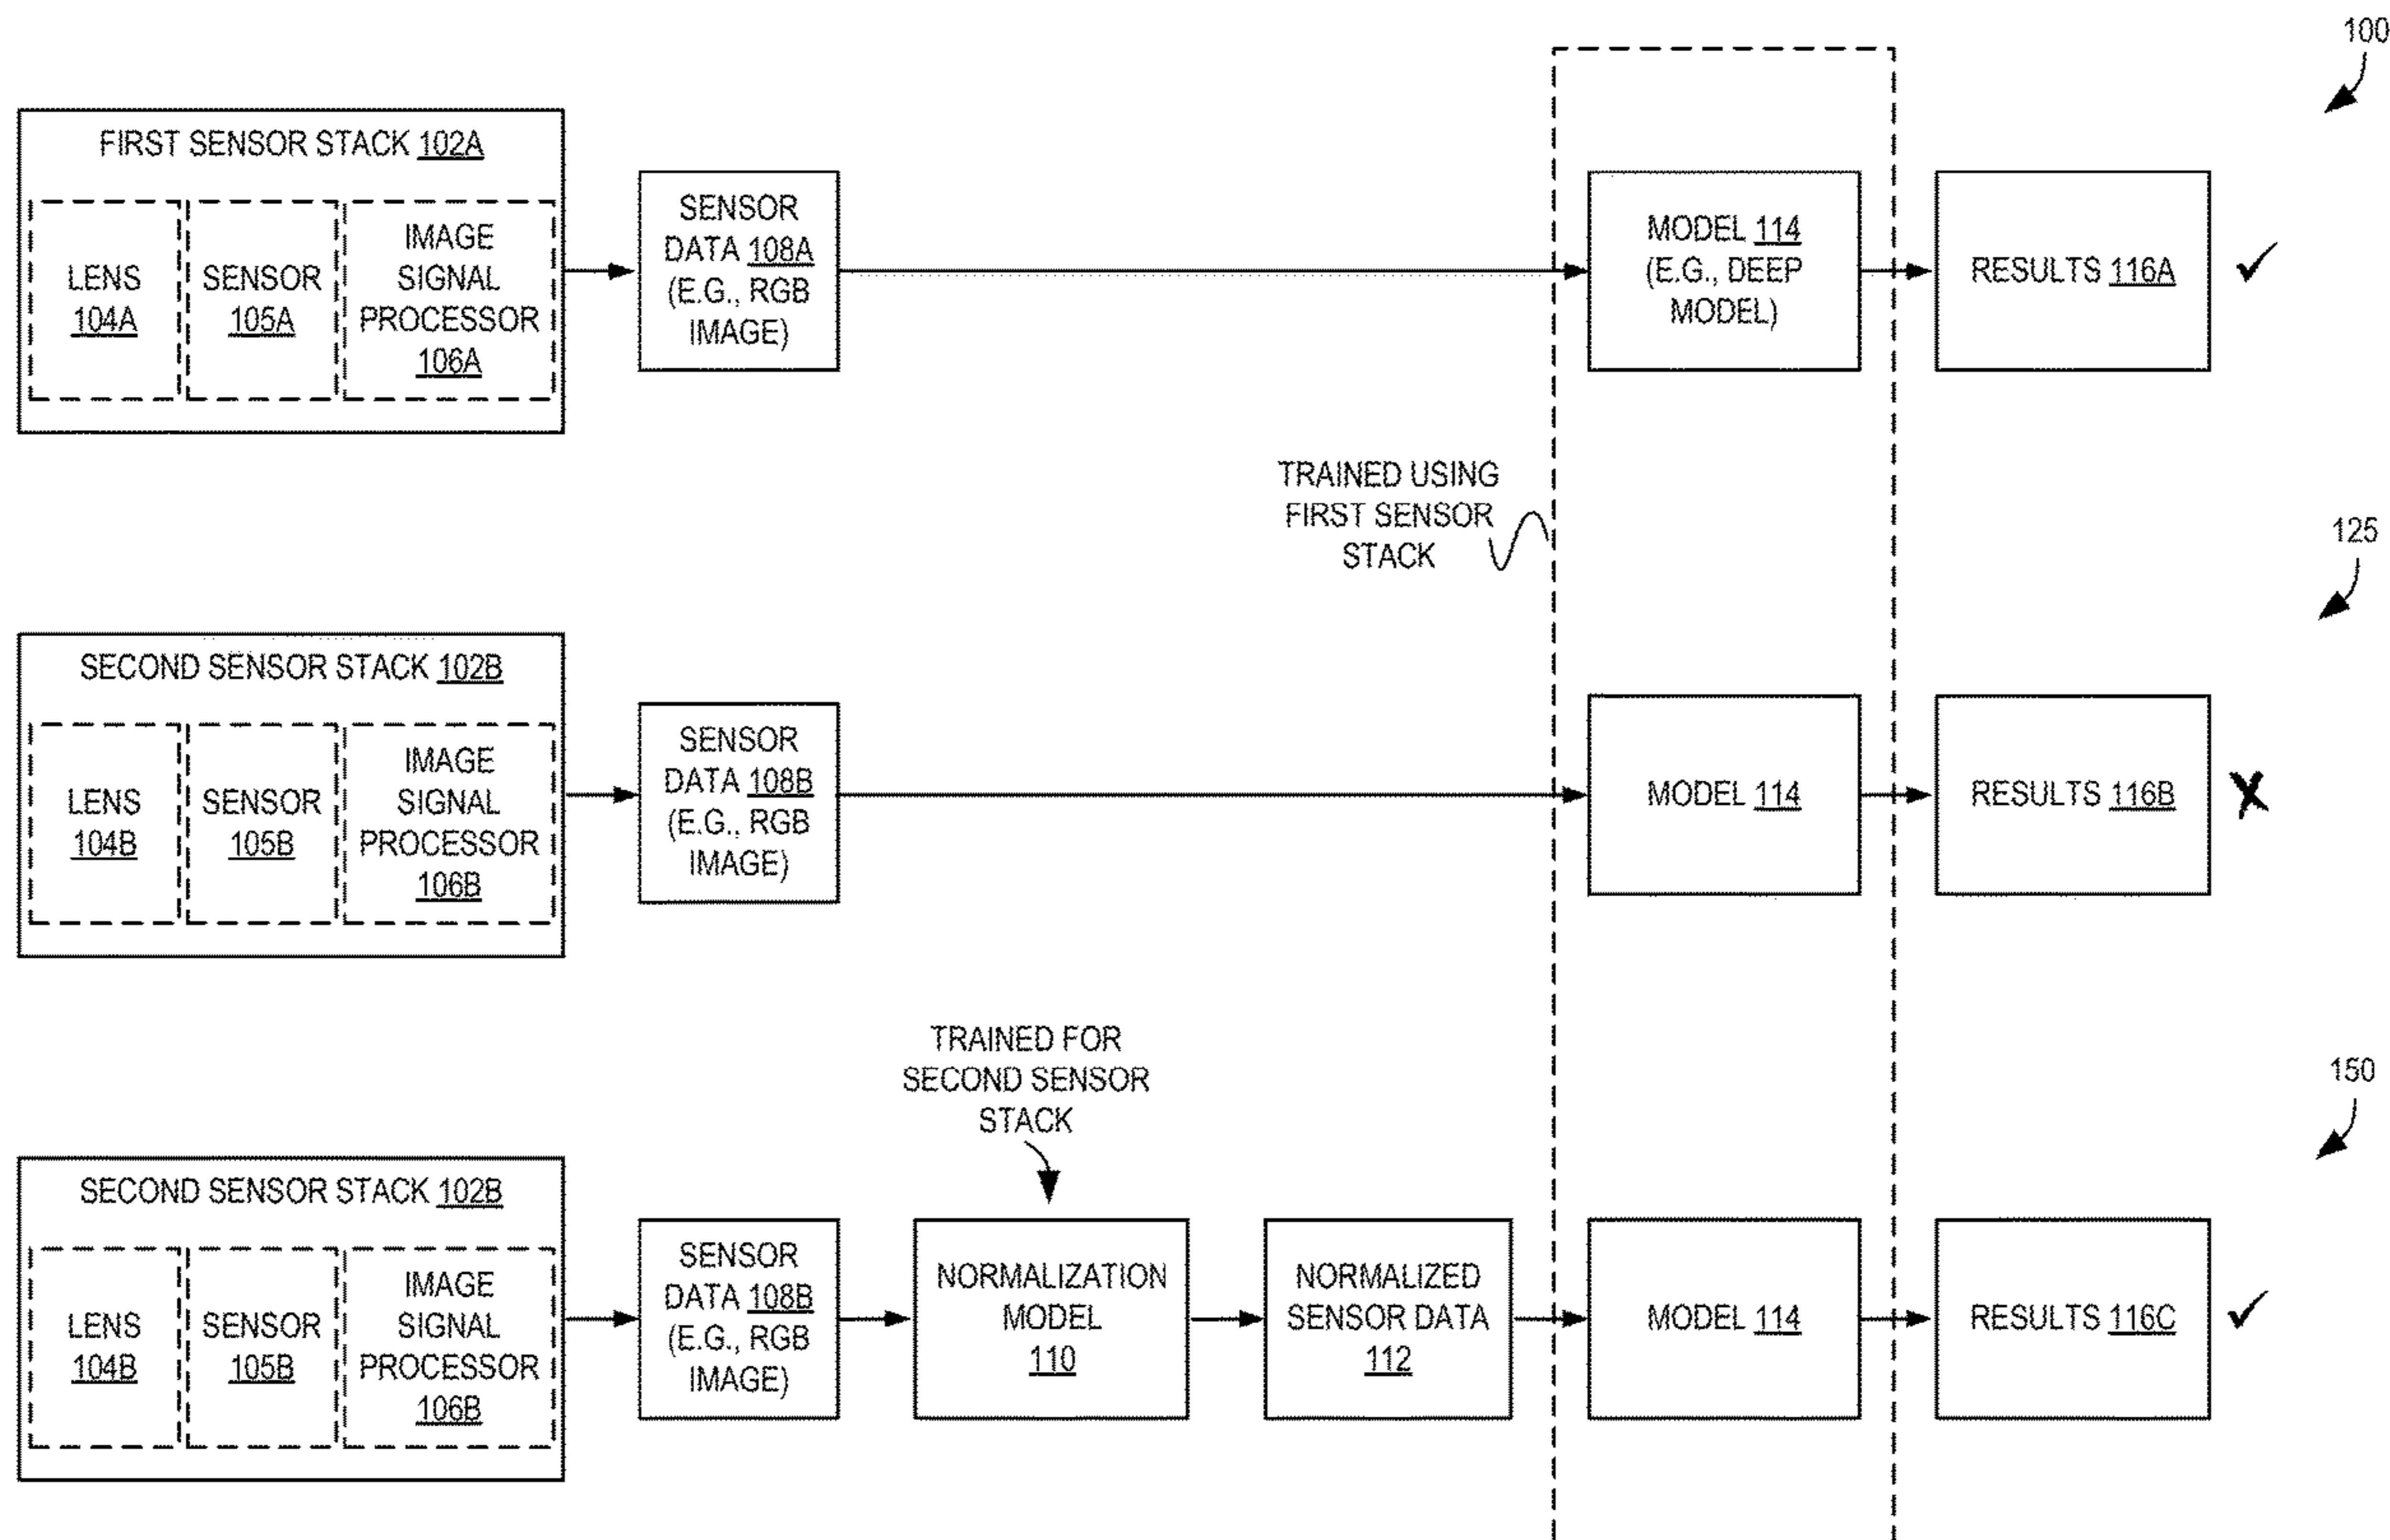 100
FIRST SENSOR STACK 102A
LENS
104A
SENSOR
105A
IMAGE
SIGNAL
PROCESSOR
106A
SENSOR
DATA 108A
(E.G., RGB
IMAGE)
MODEL 114
(E.G., DEEP
MODEL)
RESULTS 116A
TRAINED USING
FIRST SENSOR
STACK
125
SECOND SENSOR STACK 102B
LENS
104B
SENSOR
105B
IMAGE
SIGNAL
PROCESSOR
106B
SENSOR
DATA 108B
(E.G., RGB
IMAGE)
MODEL 114
RESULTS 116B
TRAINED FOR
SECOND SENSOR
STACK
150
SECOND SENSOR STACK 102B
LENS
104B
SENSOR
105B
IMAGE
SIGNAL
PROCESSOR
106B
SENSOR
DATA 108B
(E.G., RGB
IMAGE)
NORMALIZATION
MODEL
110
NORMALIZED
SENSOR DATA
112
MODEL 114
RESULTS 116C